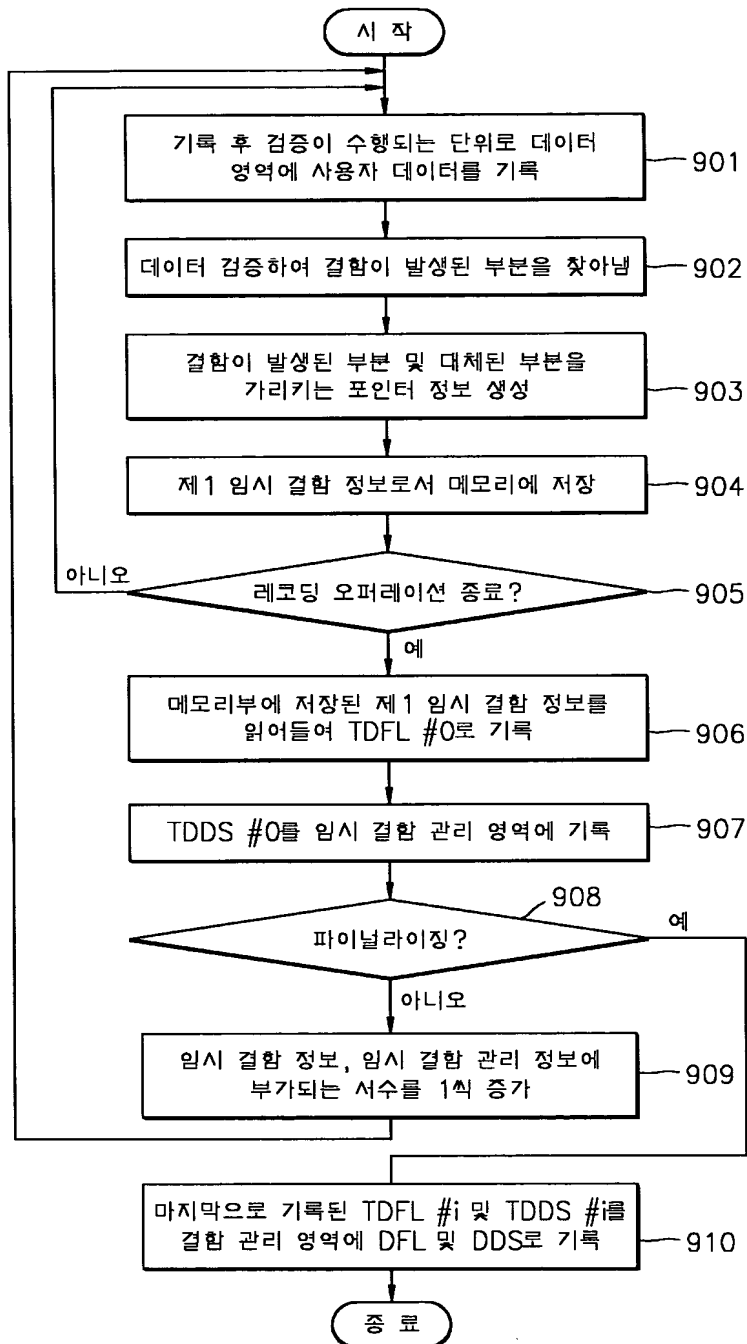 시 작
기록 후 검증이 수행되는 단위로 데이터
영역에 사용자 데이터를 기록
901
데이터 검증하여 결함이 발생된 부분을 찾아냄
902
결함이 발생된 부분 및 대체된 부분을
가리키는 포인터 정보 생성
903
제1 임시 결함 정보로서 메모리에 저장
904
아니오
레코딩 오퍼레이션 종료?
905
예
메모리부에 저장된 제1 임시 결함 정보를
읽어들여 TDFL #0로 기록
906
TDDS #0를 임시 결함 관리 영역에 기록
907
908
파이널라이징?
예
아니오
임시 결함 정보, 임시 결함 관리 정보에
부가되는 서수를 1씩 증가
909
마지막으로 기록된 TDFL #i 및 TDDS #i를
결함 관리 영역에 DFL 및 DDS로 기록
910
종 료